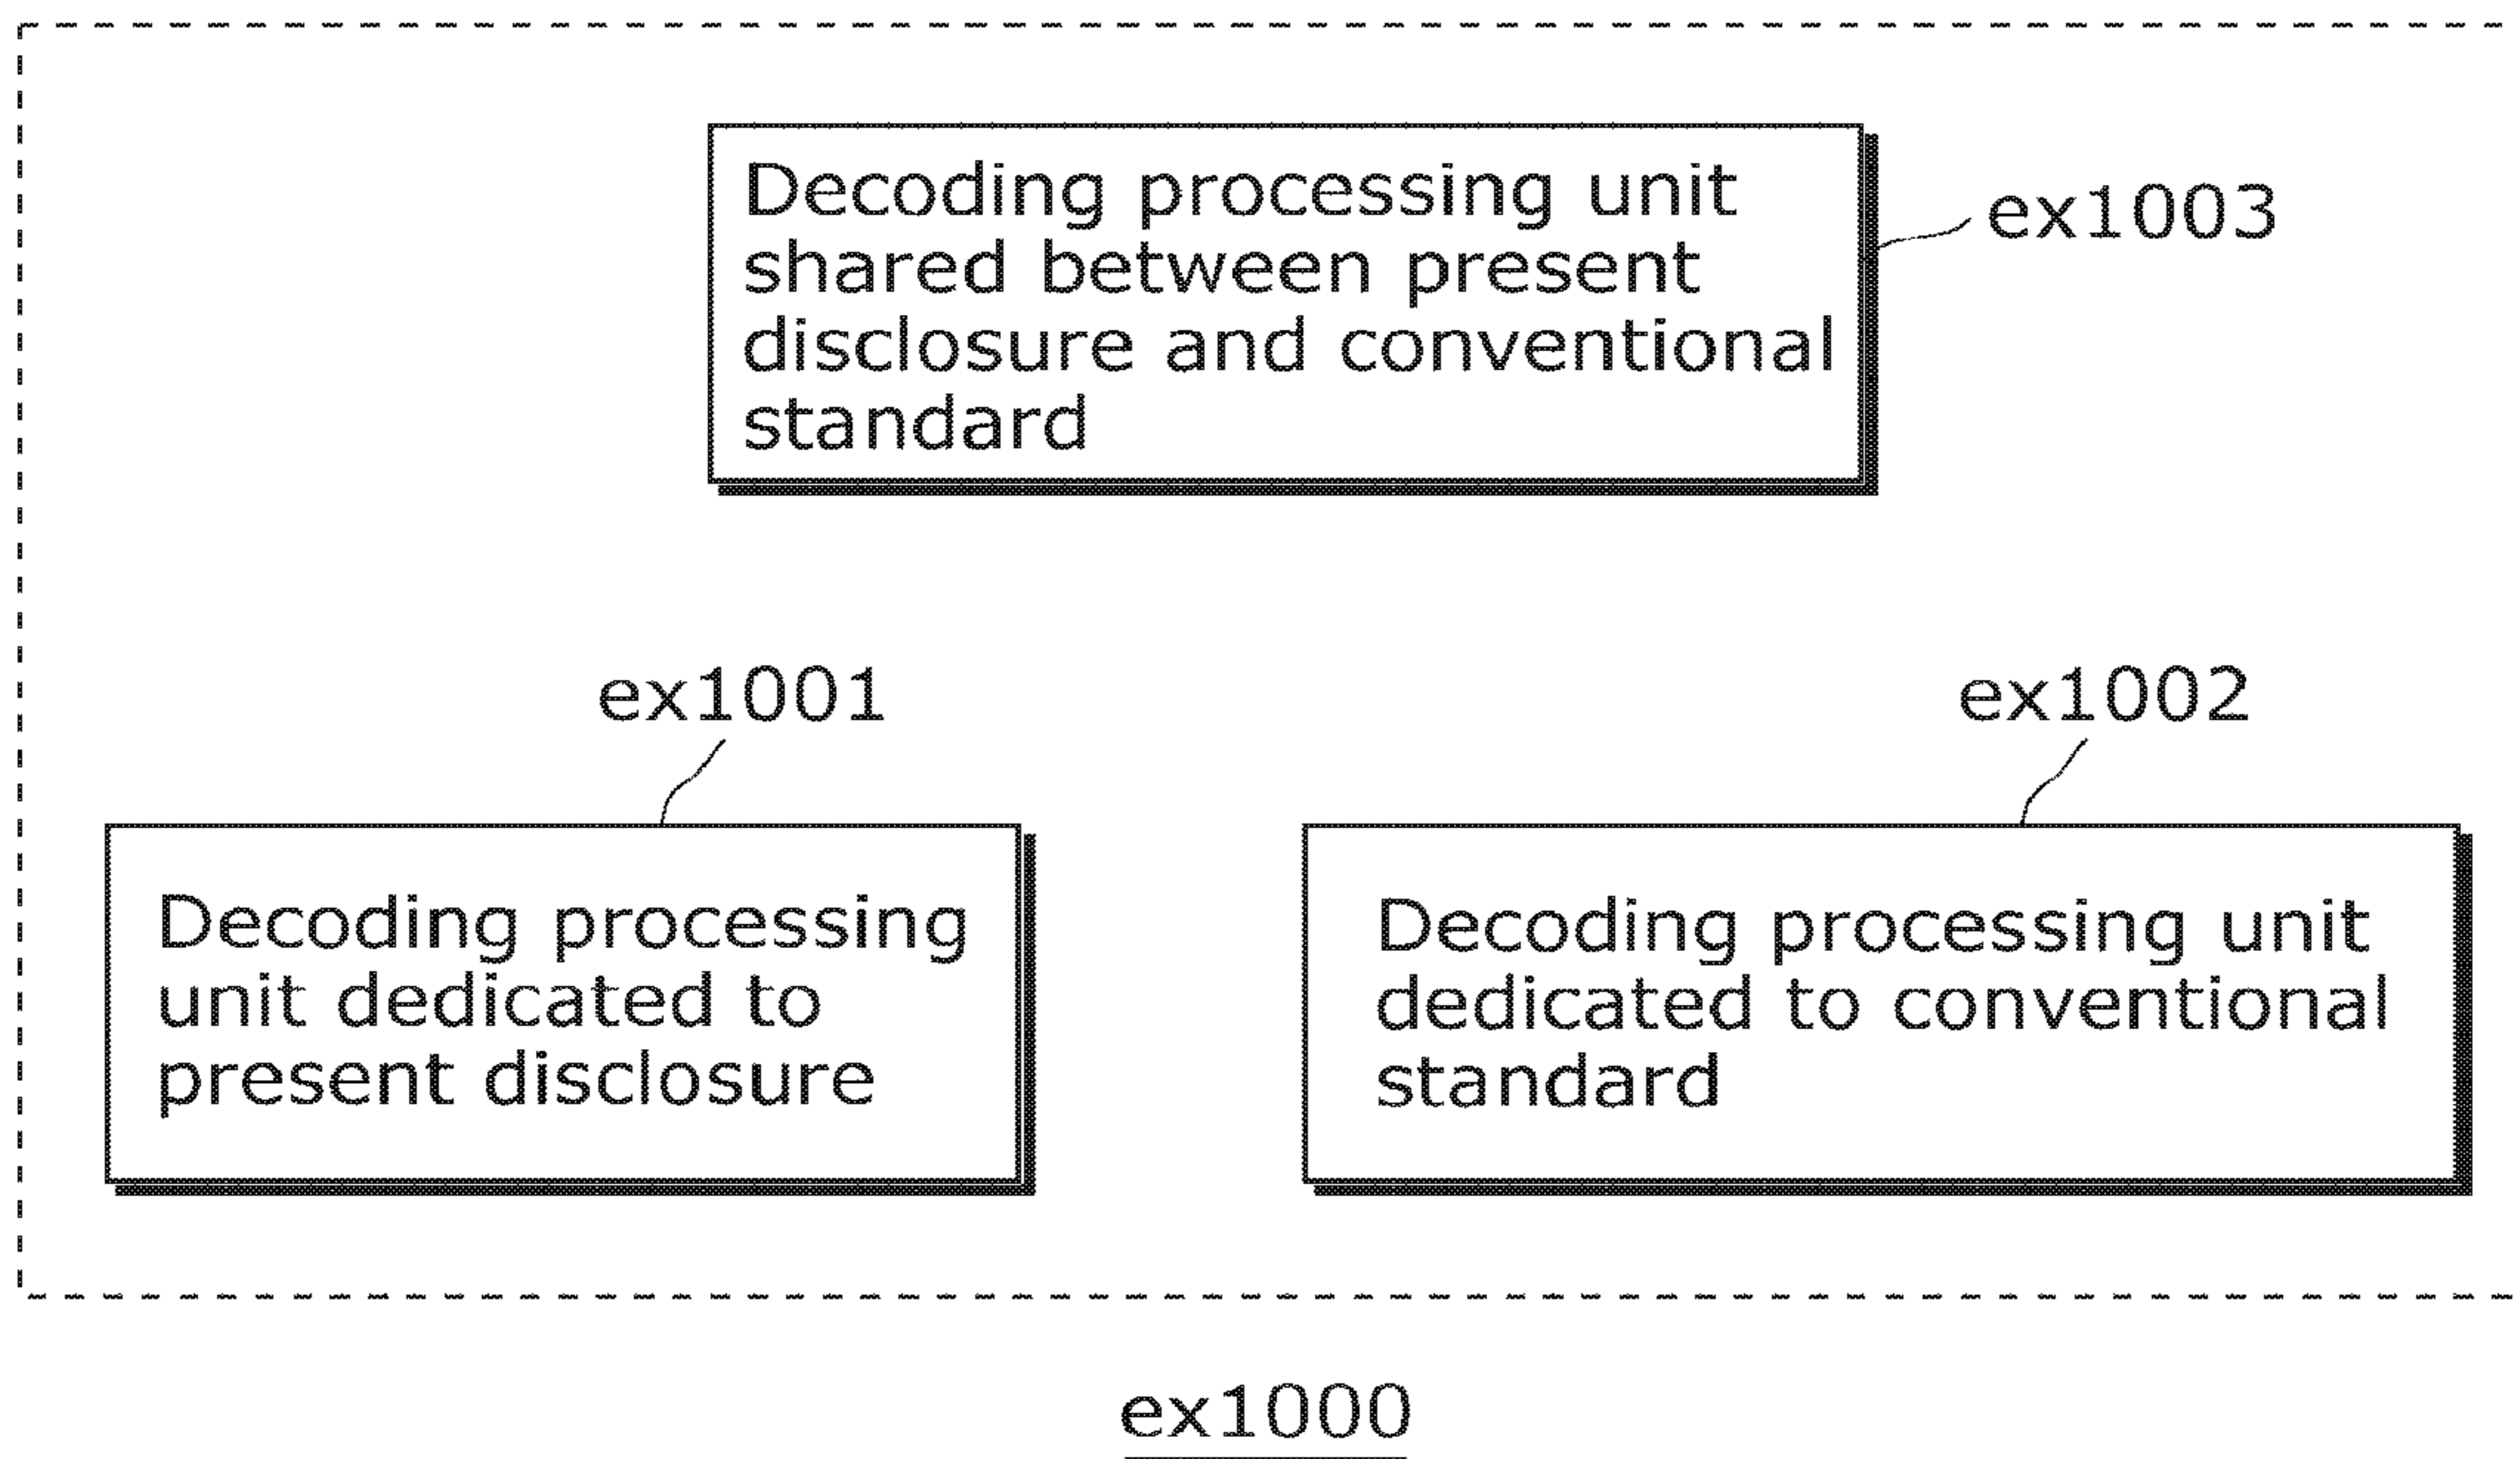 Decoding processing unit
shared between present
disclosure and conventional
standard
ex1003
ex1001
Decoding processing
unit dedicated to
present disclosure
ex1002
Decoding processing unit
dedicated to conventional
standard
ex1000